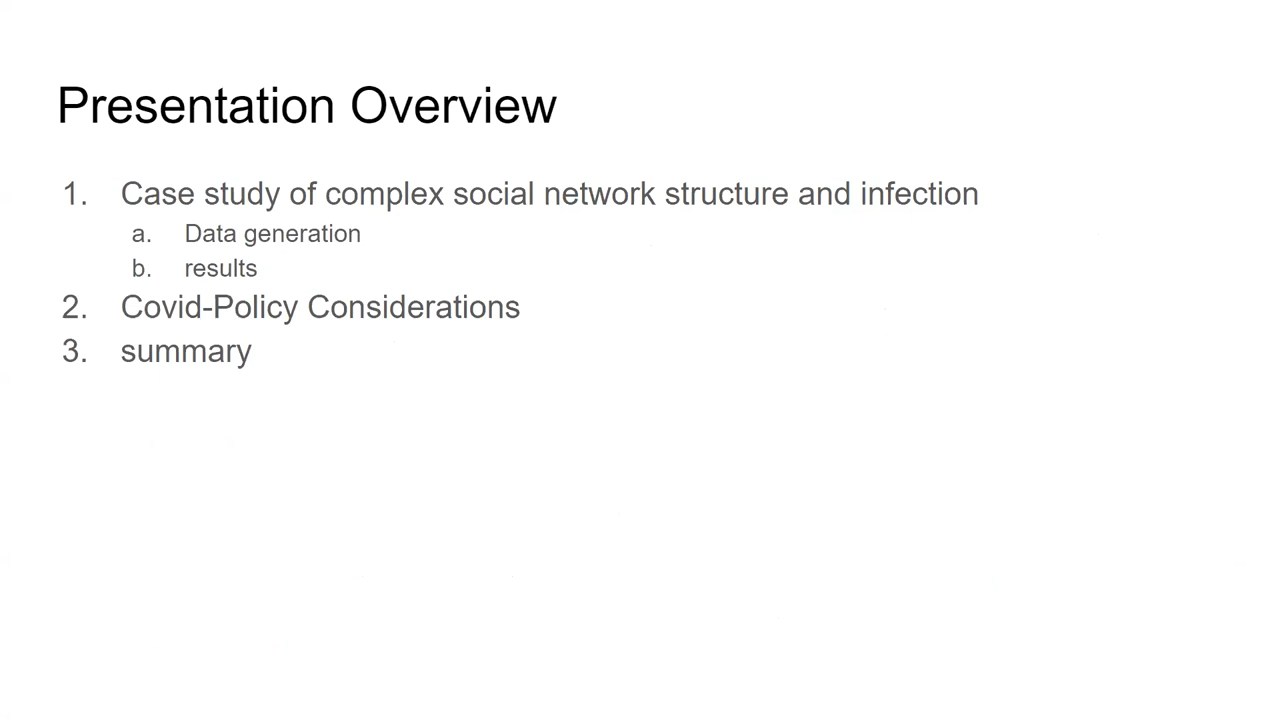 Presentation Overview
1. Case study of complex social network structure and infection
a. Data generation
b. results
2. Covid-Policy Considerations
3. summary